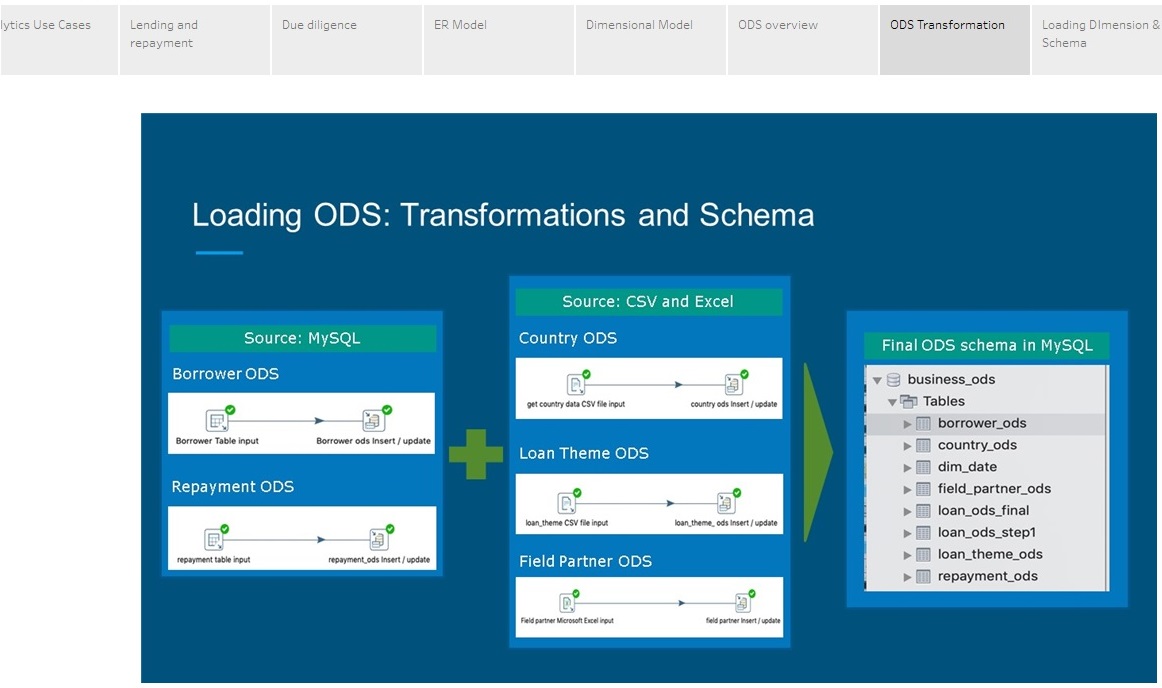 lytics Use Cases
Lending and
repayment
Due diligence
ER Model
Dimensional Model
ODS overview
ODS Transformation
Loading DImension &
Schema
Loading ODS: Transformations and Schema
Source: MySQL
Borrower ODS
Borrower Table input
Borrower ods Insert / update
Repayment ODS
repayment table input
repayment_ods Insert / update
Source: CSV and Excel
Country ODS
get country data CSV file input
country ods Insert / update
Loan Theme ODS
loan_theme CSV file input
loan_theme_ ods Insert / update
Field Partner ODS
Field partner Microsoft Excel input
field partner Insert / update
Final ODS schema in MySQL
business_ods
Tables
borrower_ods
country_ods
dim_date
field_partner_ods
loan_ods_final
loan_ods_step1
loan_theme_ods
repayment_ods